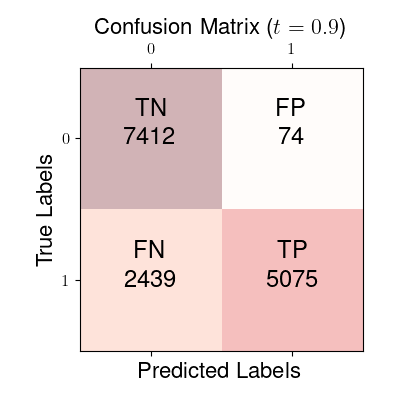 Confusion Matrix (t = 0.9)
0 1
TN FP
7412 74
0
FN TP
2439 5075
1
True Labels
Predicted Labels